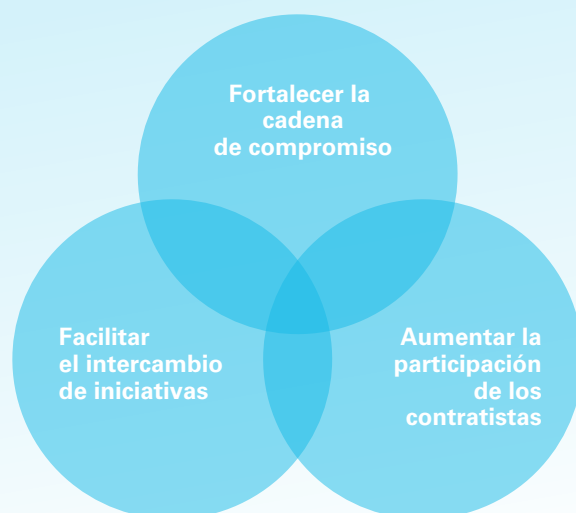 Fortalecer la
cadena
de compromiso
Facilitar
el intercambio
de iniciativas
Aumentar la
participación
de los
contratistas